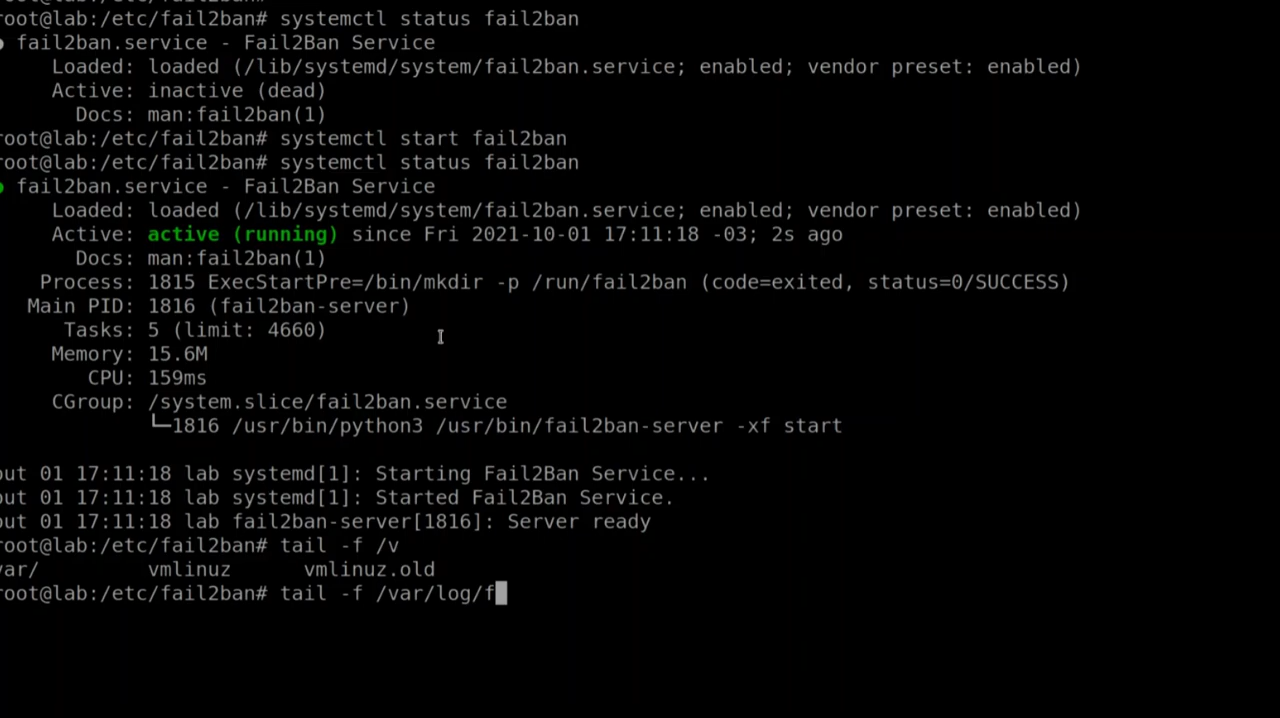 root@lab:/etc/fail2ban# systemctl status fail2ban
● fail2ban.service - Fail2Ban Service
Loaded: loaded (/lib/systemd/system/fail2ban.service; enabled; vendor preset: enabled)
Active: inactive (dead)
Docs: man:fail2ban(1)
root@lab:/etc/fail2ban# systemctl start fail2ban
root@lab:/etc/fail2ban# systemctl status fail2ban
● fail2ban.service - Fail2Ban Service
Loaded: loaded (/lib/systemd/system/fail2ban.service; enabled; vendor preset: enabled)
Active: active (running) since Fri 2021-10-01 17:11:18 -03; 2s ago
Docs: man:fail2ban(1)
Process: 1815 ExecStartPre=/bin/mkdir -p /run/fail2ban (code=exited, status=0/SUCCESS)
Main PID: 1816 (fail2ban-server)
Tasks: 5 (limit: 4660)
Memory: 15.6M
CPU: 159ms
CGroup: /system.slice/fail2ban.service
└─1816 /usr/bin/python3 /usr/bin/fail2ban-server -xf start
out 01 17:11:18 lab systemd[1]: Starting Fail2Ban Service...
out 01 17:11:18 lab systemd[1]: Started Fail2Ban Service.
out 01 17:11:18 lab fail2ban-server[1816]: Server ready
root@lab:/etc/fail2ban# tail -f /v
var/ vmlinuz vmlinuz.old
root@lab:/etc/fail2ban# tail -f /var/log/f